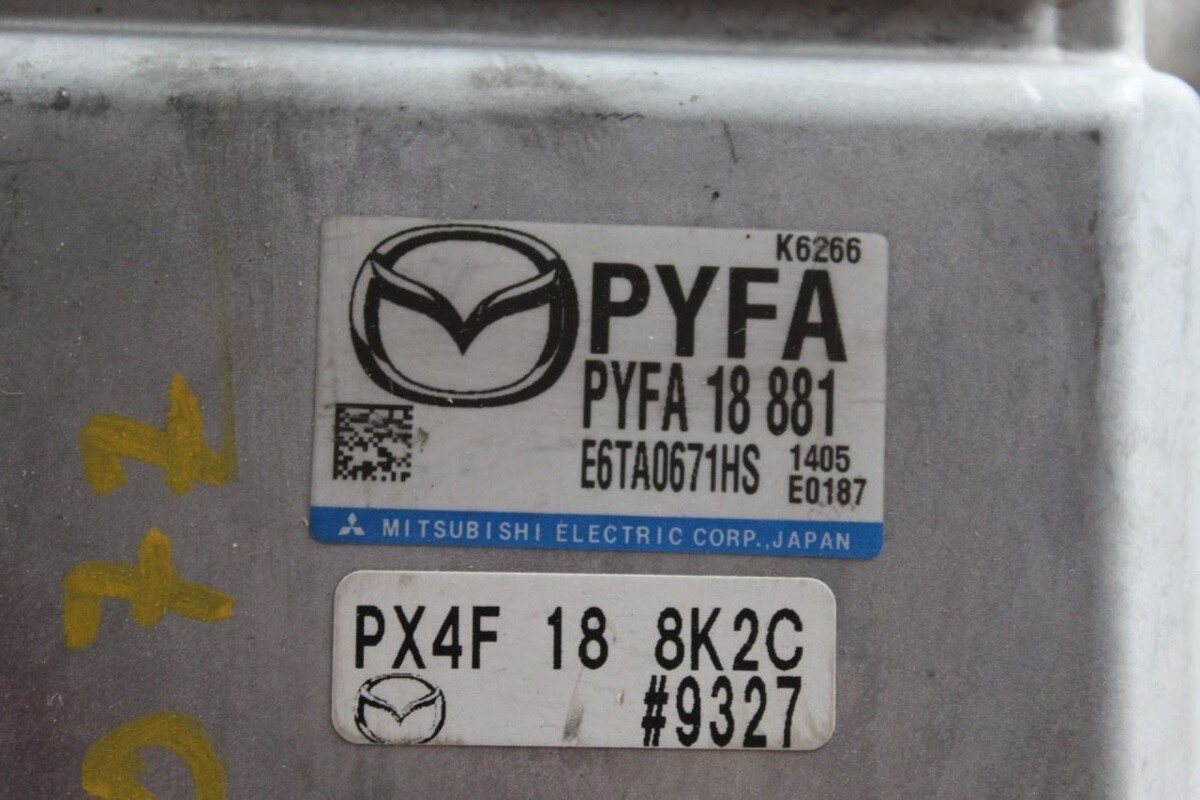 K6266
PYFA
PYFA 18 881
E6TA0671HS 1405
E0187
MITSUBISHI ELECTRIC CORP.,JAPAN
PX4F 18 8K2C
#9327